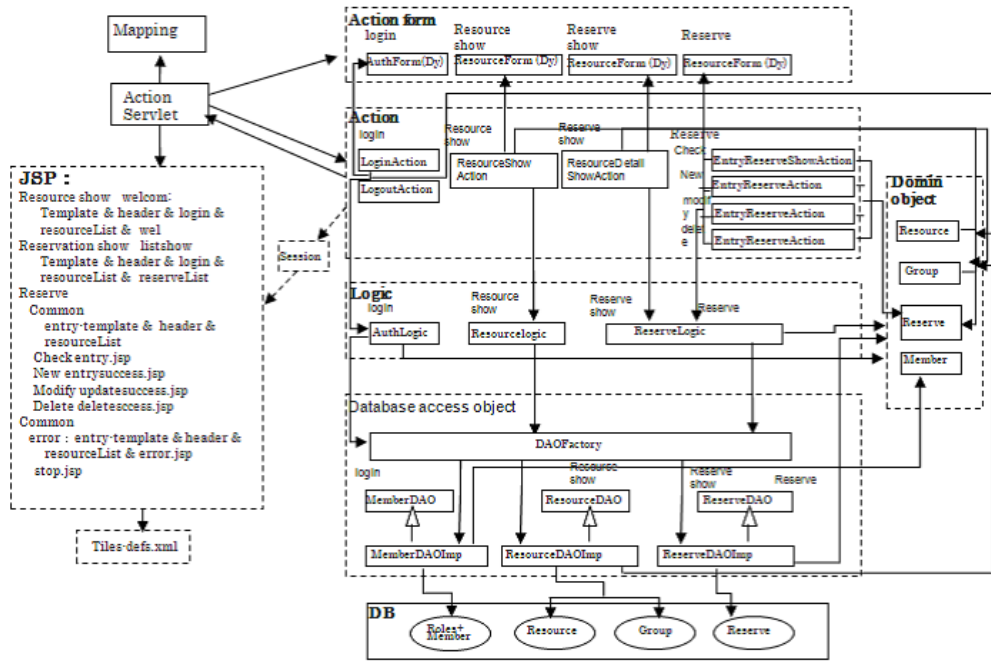 Mapping
Action
Servlet
JSP :
Resource show welcom:
Template & header & login &
resourceList & wel
Reservation show listshow
Template & header & login &
resourceList & reserveList
Reserve
Common
entry-template & header &
resourceList
Check entry.jsp
New entrysuccess.jsp
Modify updatesuccess.jsp
Delete deletesccess.jsp
Common
error : entry-template & header &
resourceList & error.jsp
stop.jsp
Tiles-defs.xml
Session
Action form
login
Resource
show
Reserve
show
Reserve
AuthForm(Dy)
ResourceForm (Dy)
ResourceForm (Dy)
ResourceForm (Dy)
Action
login
Resource
show
Reserve
show
Reserve
LoginAction
LogoutAction
ResourceShow
Action
ResourceDetail
ShowAction
Check
New
modif
y
delet
e
EntryReserveShowAction
EntryReserveAction
EntryReserveAction
EntryReserveAction
Domin
object
Resource
Group
Reserve
Member
Logic
login
Resource
show
Reserve
show
Reserve
AuthLogic
Resourcelogic
ReserveLogic
Database access object
DAOFactory
login
Resource
show
Reserve
show
Reserve
MemberDAO
ResourceDAO
ReserveDAO
MemberDAOImp
ResourceDAOImp
ReserveDAOImp
DB
Roles+
Member
Resource
Group
Reserve